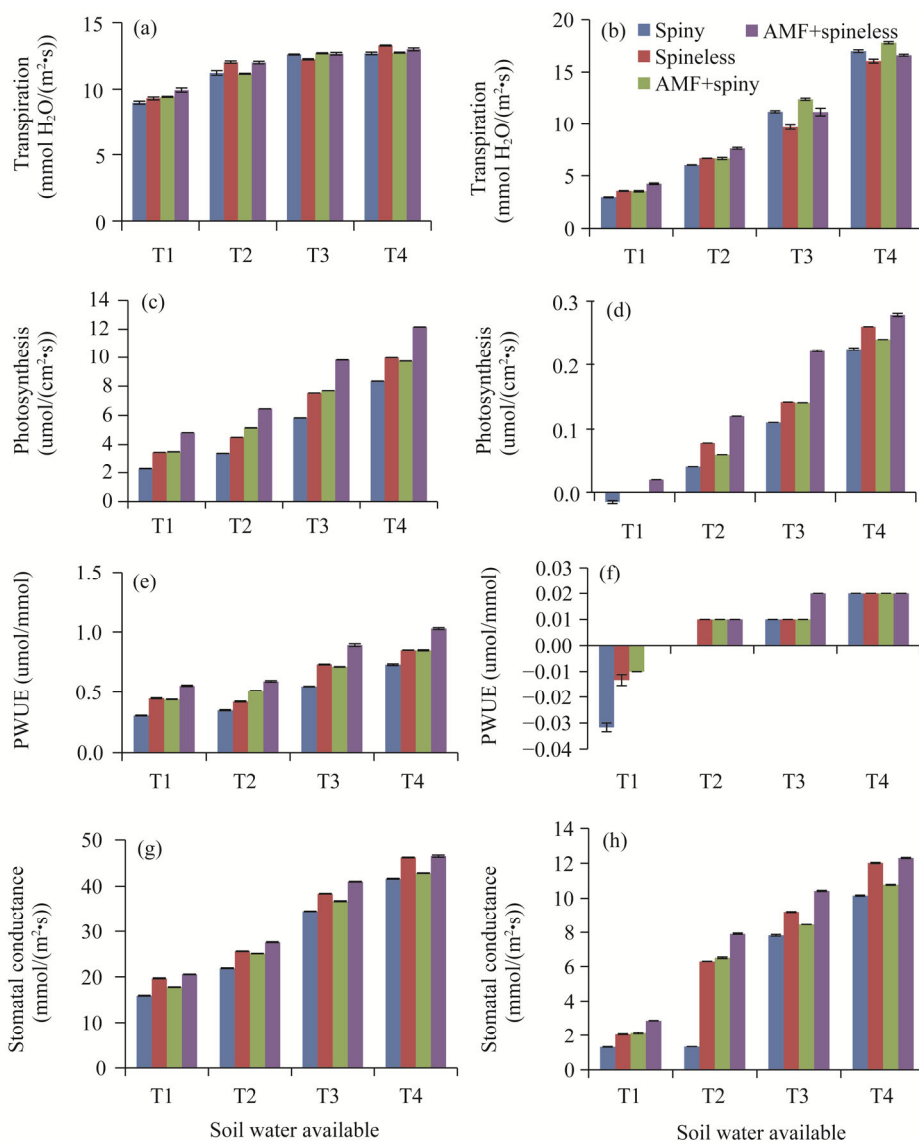 (a)
Transpiration
(mmol H₂O/(m²•s))
15
10
5
0
T1 T2 T3 T4
(b)
Spiny
Spineless
AMF+spiny
AMF+spineless
Transpiration
(mmol H₂O/(m²•s))
20
15
10
5
0
T1 T2 T3 T4
(c)
Photosynthesis
(umol/(cm²•s))
14
12
10
8
6
4
2
0
T1 T2 T3 T4
(d)
Photosynthesis
(umol/(cm²•s))
0.3
0.2
0.1
0.0
T1 T2 T3 T4
(e)
PWUE (umol/mmol)
1.5
1.0
0.5
0.0
T1 T2 T3 T4
(f)
PWUE (umol/mmol)
0.03
0.02
0.01
0.00
−0.01
−0.02
−0.03
−0.04
T1 T2 T3 T4
(g)
Stomatal conductance
(mmol/(m²•s))
50
40
30
20
10
0
T1 T2 T3 T4
Soil water available
(h)
Stomatal conductance
(mmol/(m²•s))
14
12
10
8
6
4
2
0
T1 T2 T3 T4
Soil water available